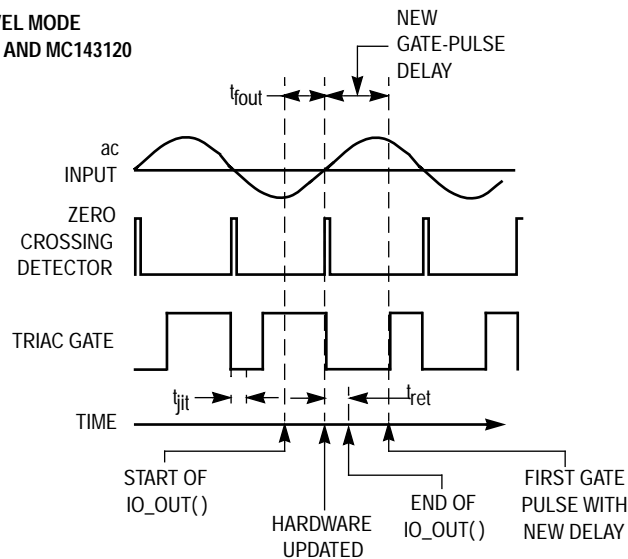 VEL MODE
AND MC143120
NEW
GATE-PULSE
DELAY
tfout
ac
INPUT
ZERO
CROSSING
DETECTOR
TRIAC GATE
tjit
tret
TIME
START OF
IO_OUT( )
HARDWARE
UPDATED
END OF
IO_OUT( )
FIRST GATE
PULSE WITH
NEW DELAY